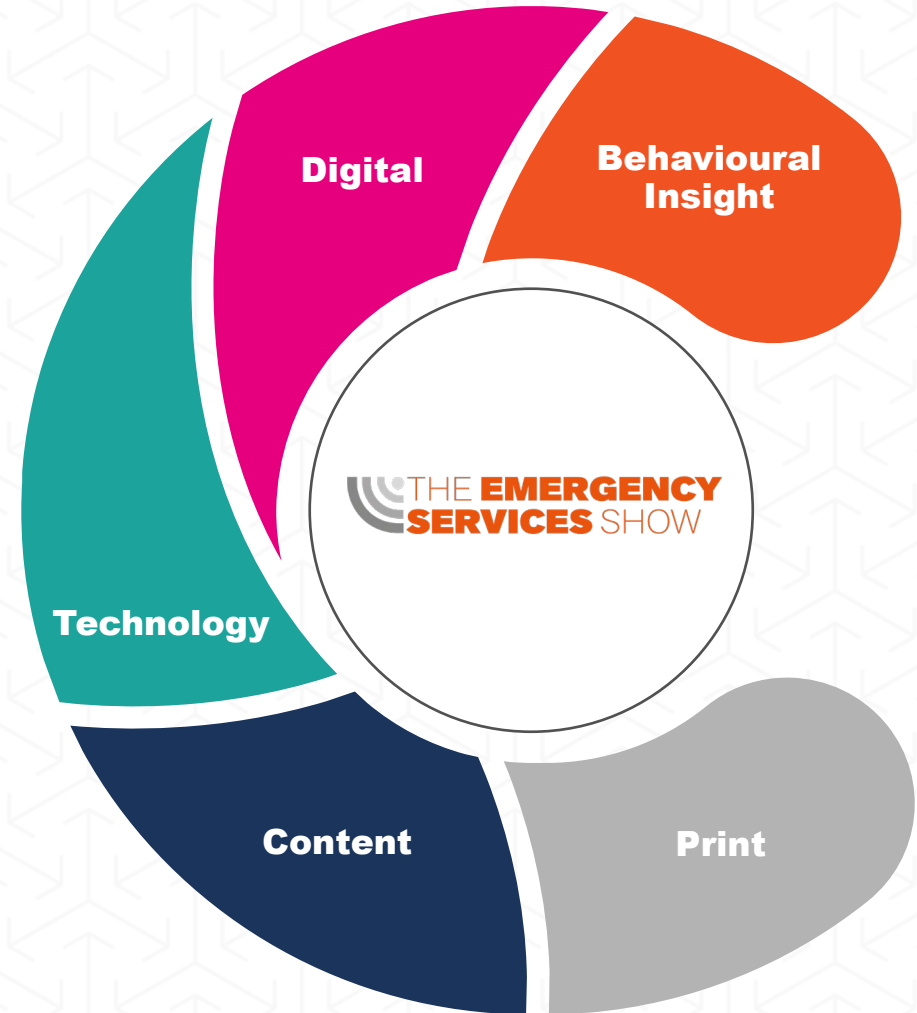 Digital
Behavioural
Insight
THE EMERGENCY
SERVICES SHOW
Technology
Content
Print